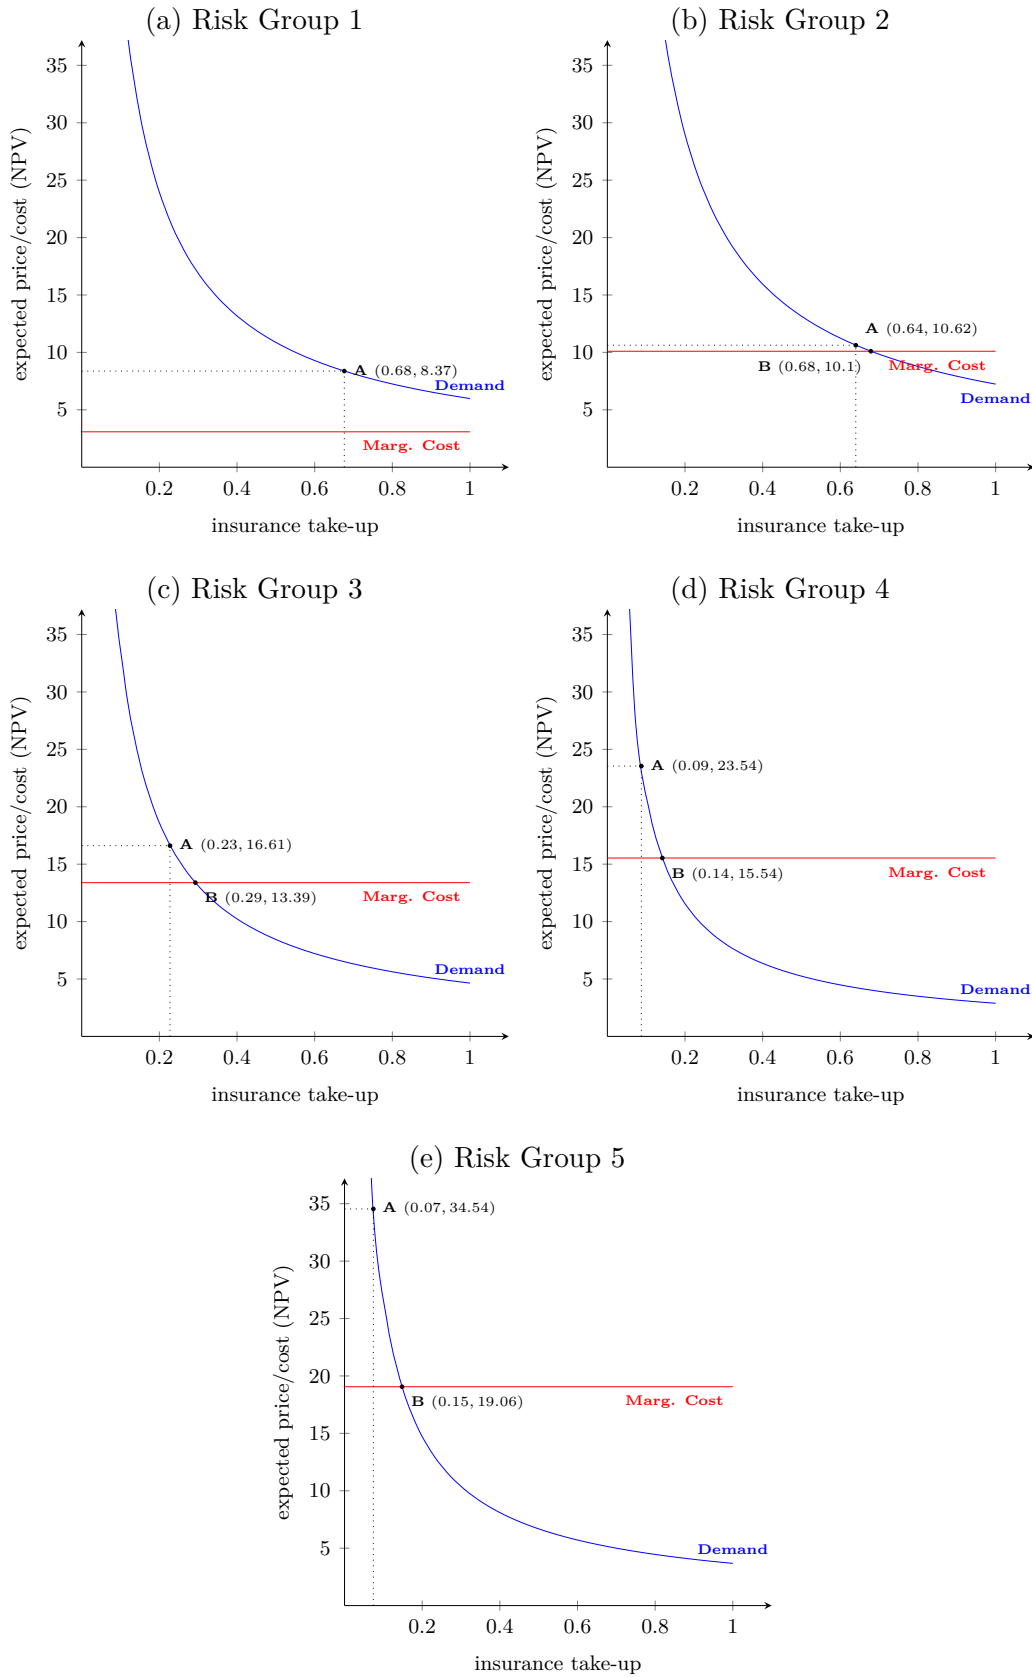 (a) Risk Group 1
expected price/cost (NPV)
35
30
25
20
15
10
5
A (0.68, 8.37)
Demand
Marg. Cost
0.2 0.4 0.6 0.8 1
insurance take-up
(b) Risk Group 2
expected price/cost (NPV)
35
30
25
20
15
10
5
A (0.64, 10.62)
B (0.68, 10.1)
Marg. Cost
Demand
0.2 0.4 0.6 0.8 1
insurance take-up
(c) Risk Group 3
expected price/cost (NPV)
35
30
25
20
15
10
5
A (0.23, 16.61)
B (0.29, 13.39)
Marg. Cost
Demand
0.2 0.4 0.6 0.8 1
insurance take-up
(d) Risk Group 4
expected price/cost (NPV)
35
30
25
20
15
10
5
A (0.09, 23.54)
B (0.14, 15.54)
Marg. Cost
Demand
0.2 0.4 0.6 0.8 1
insurance take-up
(e) Risk Group 5
expected price/cost (NPV)
35
30
25
20
15
10
5
A (0.07, 34.54)
B (0.15, 19.06)
Marg. Cost
Demand
0.2 0.4 0.6 0.8 1
insurance take-up